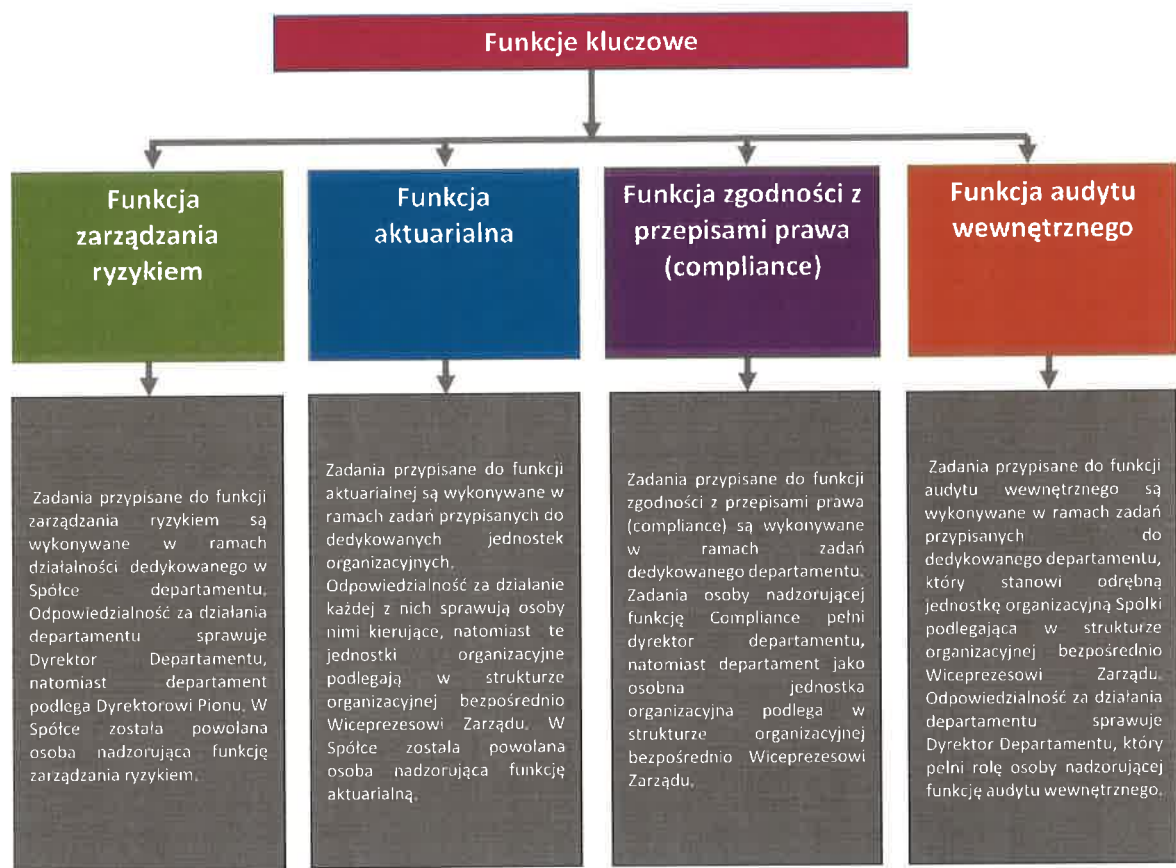 Funkcje kluczowe
Funkcja
zarządzania
ryzykiem
Funkcja
aktuarialna
Funkcja zgodności z
przepisami prawa
(compliance)
Funkcja audytu
wewnętrznego
Zadania przypisane do funkcji
zarządzania ryzykiem są
wykonywane w ramach
działalności dedykowanego w
Spółce departamentu.
Odpowiedzialność za działania
departamentu sprawuje
Dyrektor Departamentu,
natomiast departament
podlega Dyrektorowi Pionu. W
Spółce została powołana
osoba nadzorująca funkcję
zarządzania ryzykiem.
Zadania przypisane do funkcji
aktuarialnej są wykonywane w
ramach zadań przypisanych do
dedykowanych jednostek
organizacyjnych.
Odpowiedzialność za działanie
każdej z nich sprawują osoby
nimi kierujące, natomiast te
jednostki organizacyjne
podlegają w strukturze
organizacyjnej bezpośrednio
Wiceprezesowi Zarządu. W
Spółce została powołana
osoba nadzorująca funkcję
aktuarialną.
Zadania przypisane do funkcji
zgodności z przepisami prawa
(compliance) są wykonywane
w ramach zadań
dedykowanego departamentu.
Zadania osoby nadzorującej
funkcję Compliance pełni
dyrektor departamentu,
natomiast departament jako
osobna jednostka
organizacyjna podlega w
strukturze organizacyjnej
bezpośrednio Wiceprezesowi
Zarządu.
Zadania przypisane do funkcji
audytu wewnętrznego są
wykonywane w ramach zadań
przypisanych do
dedykowanego departamentu,
który stanowi odrębną
jednostkę organizacyjną Spółki
podlegająca w strukturze
organizacyjnej bezpośrednio
Wiceprezesowi Zarządu.
Odpowiedzialność za działania
departamentu sprawuje
Dyrektor Departamentu, który
pełni rolę osoby nadzorującej
funkcję audytu wewnętrznego.